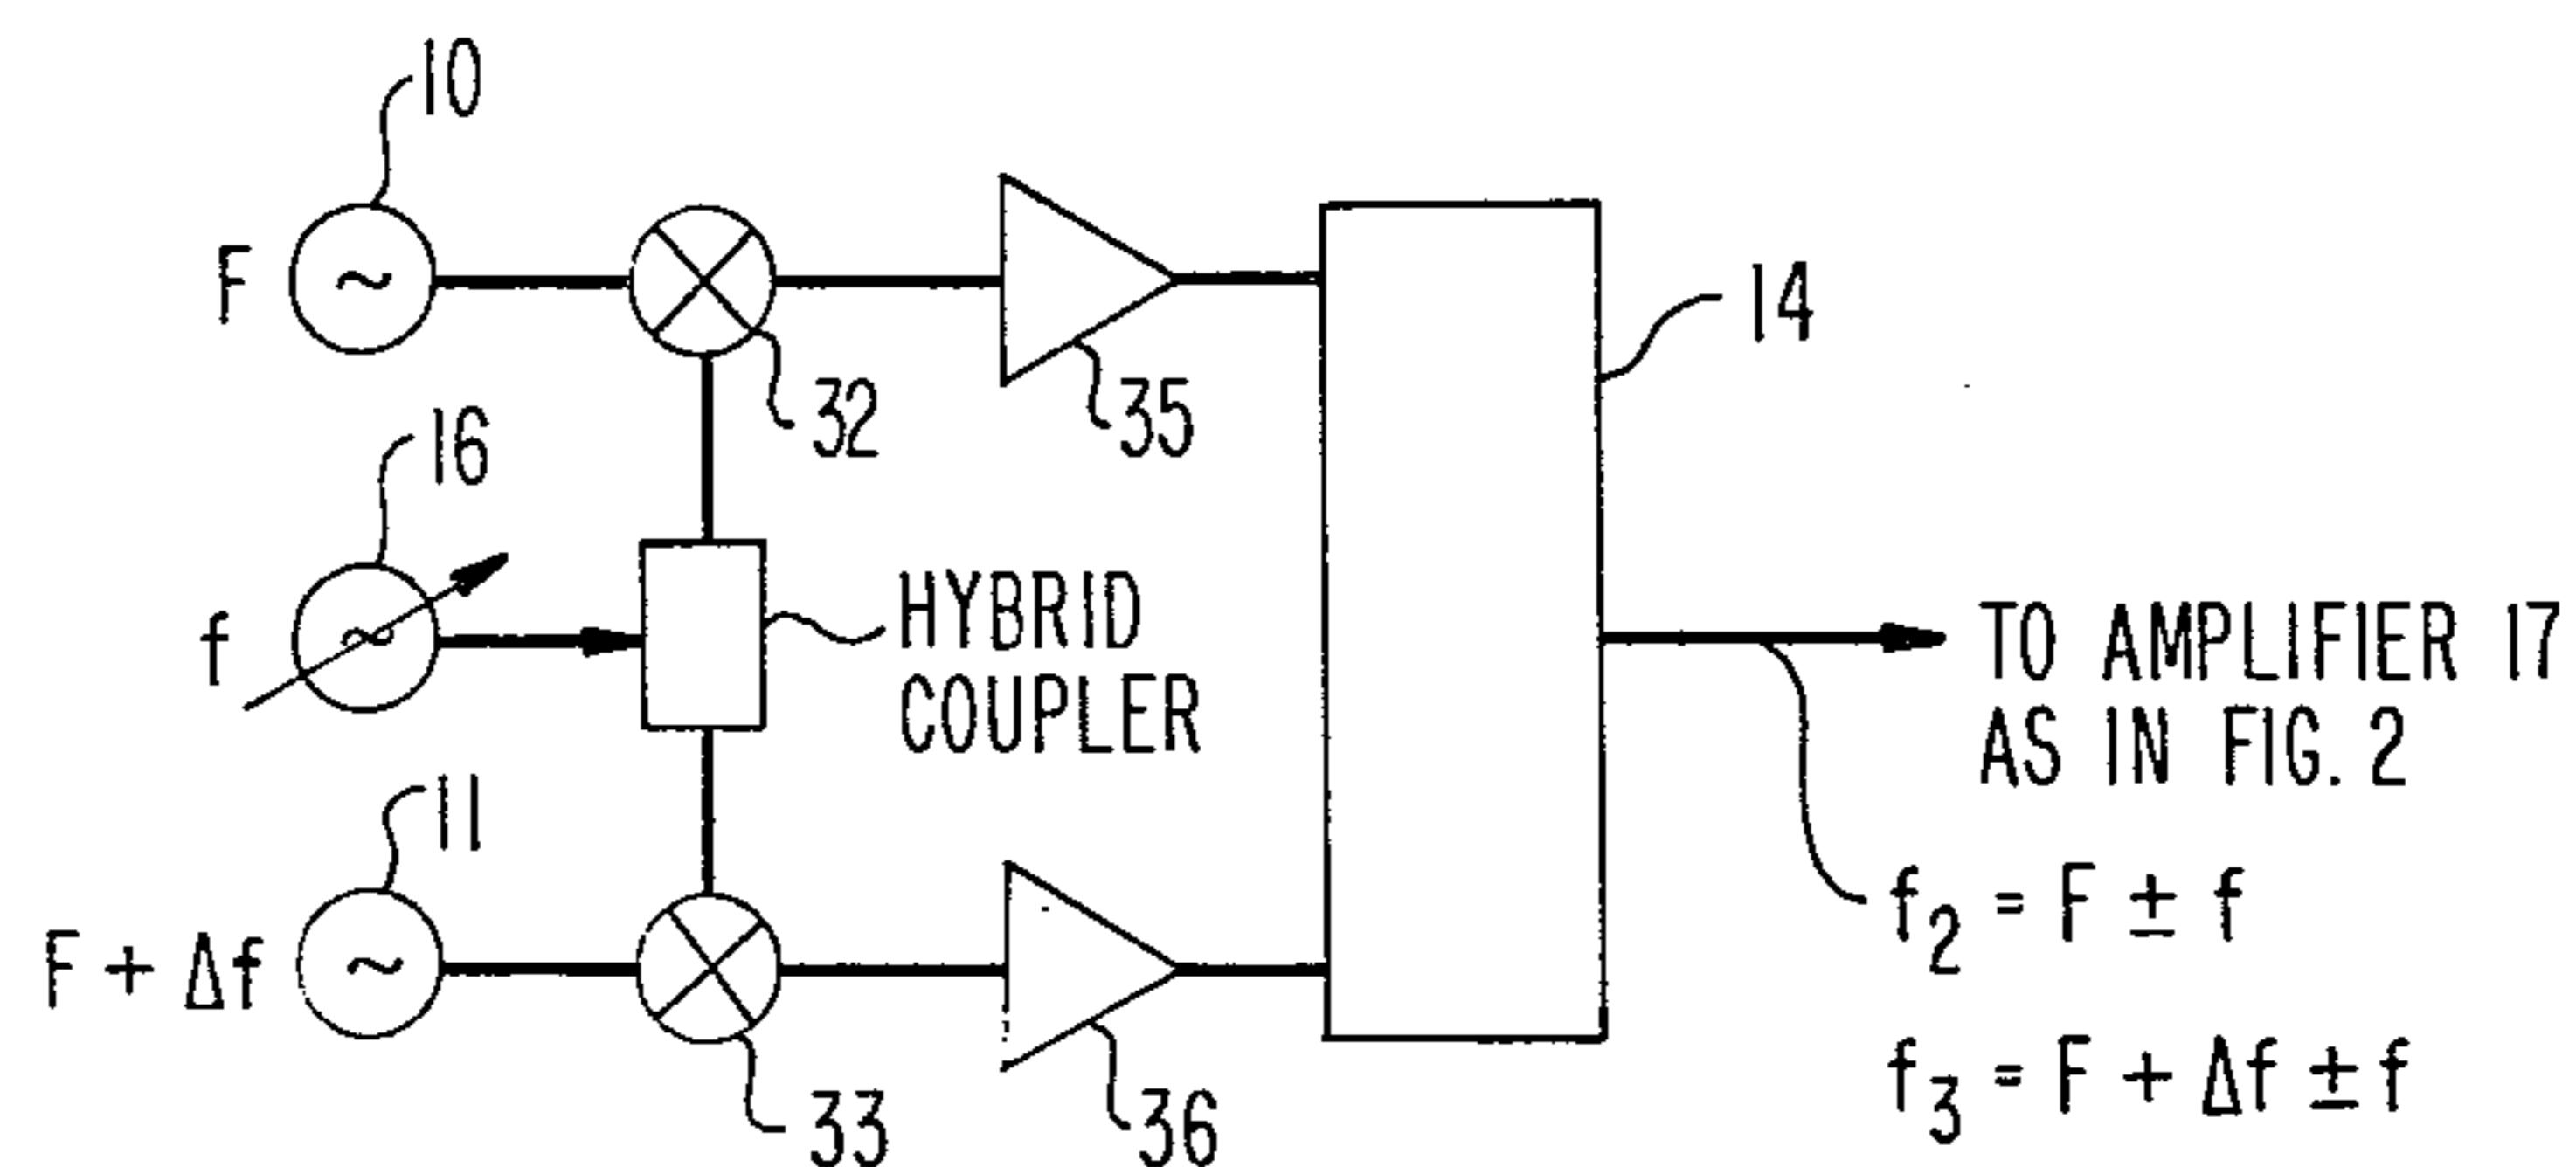 10
F
32
35
14
16
f
HYBRID
COUPLER
TO AMPLIFIER 17
AS IN FIG. 2
11
F + Δf
33
36
f2 = F ± f
f3 = F + Δf ± f